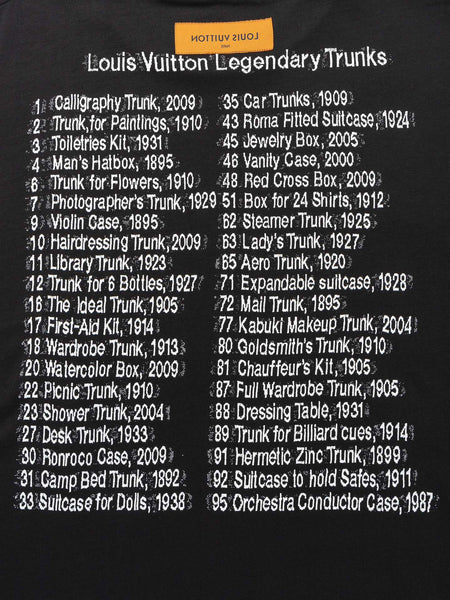 LOUIS VUITTON
Louis Vuitton Legendary Trunks
1 Calligraphy Trunk, 2009
2 Trunk for Paintings, 1910
3 Toiletries Kit, 1931
4 Man's Hatbox, 1895
6 Trunk for Flowers, 1910
7 Photographer's Trunk, 1929
9 Violin Case, 1895
10 Hairdressing Trunk, 2009
11 Library Trunk, 1923
12 Trunk for 6 Bottles, 1927
16 The Ideal Trunk, 1905
17 First-Aid Kit, 1914
18 Wardrobe Trunk, 1913
20 Watercolor Box, 2009
22 Picnic Trunk, 1910
23 Shower Trunk, 2004
27 Desk Trunk, 1933
30 Ronroco Case, 2009
31 Camp Bed Trunk, 1892
33 Suitcase for Dolls, 1938
35 Car Trunks, 1909
43 Roma Fitted Suitcase, 1924
45 Jewelry Box, 2005
46 Vanity Case, 2000
48 Red Cross Box, 2009
51 Box for 24 Shirts, 1912
62 Steamer Trunk, 1925
63 Lady's Trunk, 1927
65 Aero Trunk, 1920
71 Expandable suitcase, 1928
72 Mail Trunk, 1895
77 Kabuki Makeup Trunk, 2004
80 Goldsmith's Trunk, 1910
81 Chauffeur's Kit, 1905
87 Full Wardrobe Trunk, 1905
88 Dressing Table, 1931
89 Trunk for Billiard cues, 1914
91 Hermetic Zinc Trunk, 1899
92 Suitcase to hold Safes, 1911
95 Orchestra Conductor Case, 1987